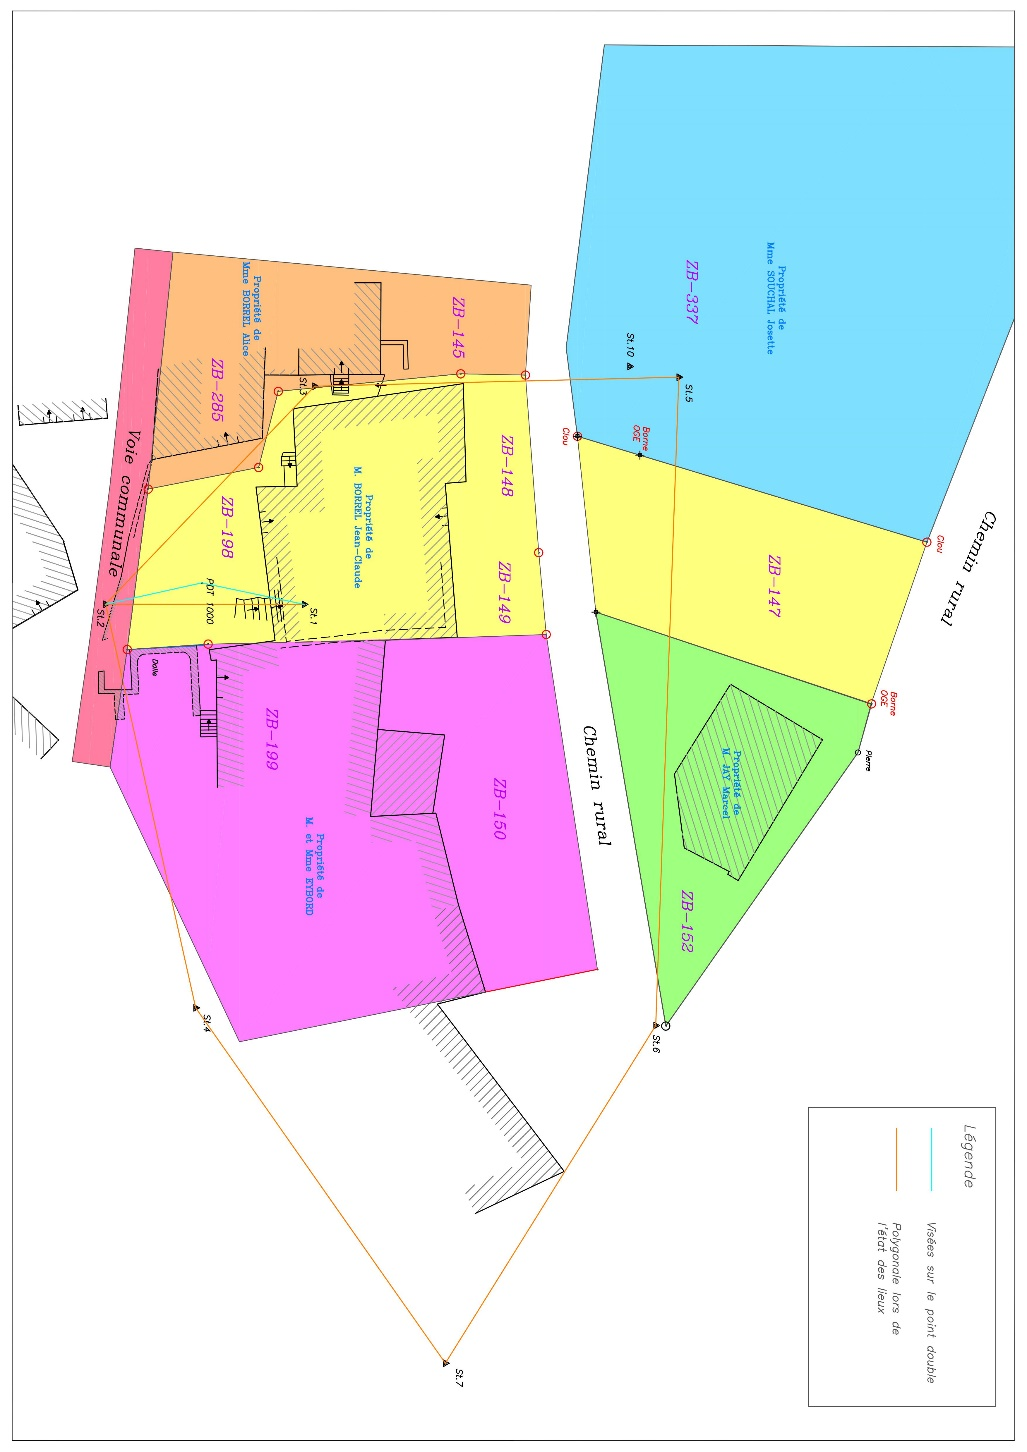 Chemin rural
Propriété de
Mme SOUCHAL Josette
ZB-337
St.10
St.5
Borne
OGE
Clou
Clou
ZB-147
Borne
OGE
Pierre
Propriété de
M. JAY Marcel
ZB-152
Chemin rural
St.6
ZB-145
Propriété de
Mme BORREL Alice
ZB-285
St.3
ZB-148
ZB-149
Propriété de
M. BORREL Jean-Claude
ZB-198
PDT 1000
St.1
St.2
Voie communale
Dalle
ZB-199
ZB-150
Propriété de
M. et Mme EYBORD
St.4
St.7
Légende
Visées sur le point double
Polygonale lors de
l'état des lieux